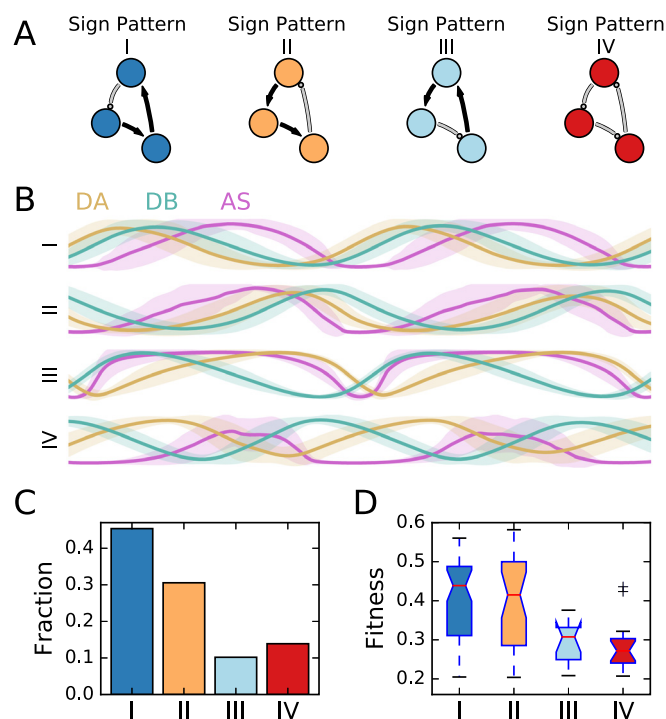 A
Sign Pattern I
Sign Pattern II
Sign Pattern III
Sign Pattern IV
B
DA DB AS
I
II
III
IV
C
Fraction
0.4
0.3
0.2
0.1
0.0
I II III IV
D
Fitness
0.6
0.5
0.4
0.3
0.2
I II III IV